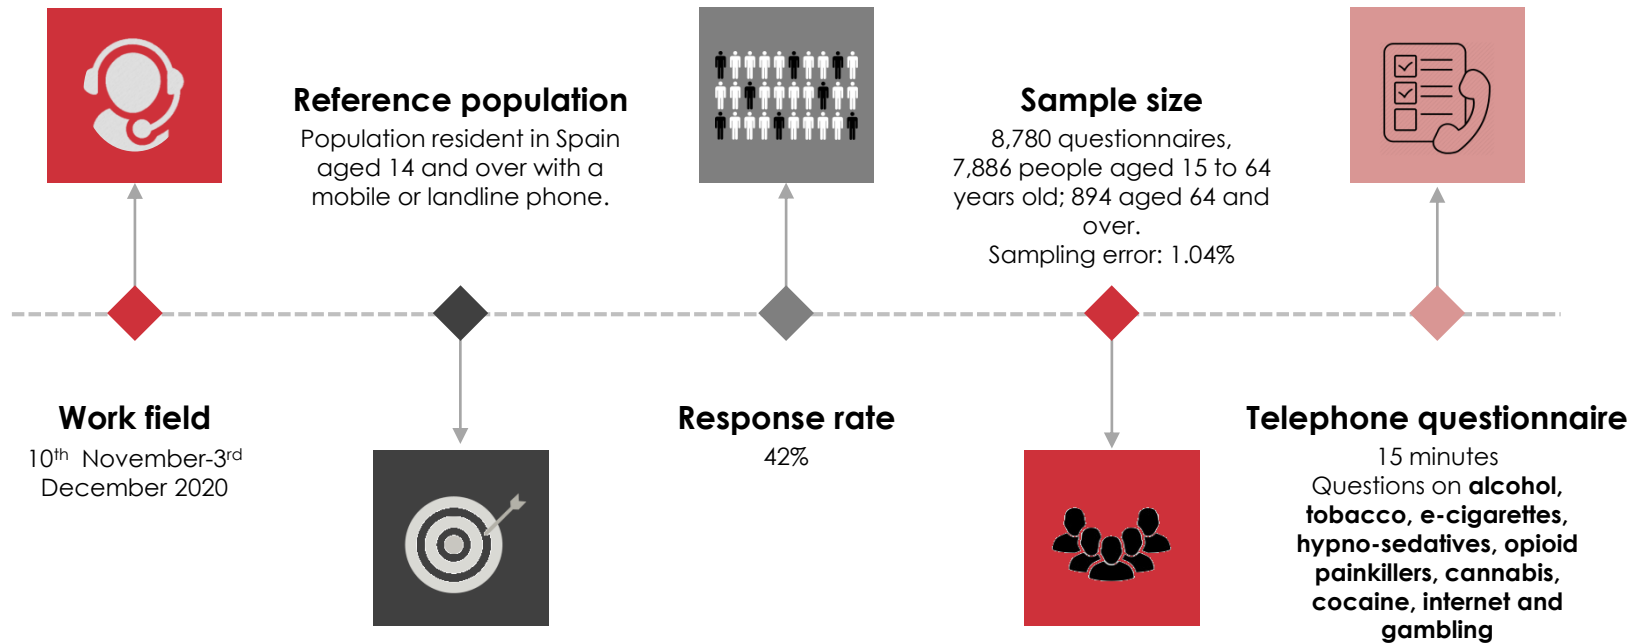 Work field
10th November-3rd
December 2020
Reference population
Population resident in Spain
aged 14 and over with a
mobile or landline phone.
Response rate
42%
Sample size
8,780 questionnaires,
7,886 people aged 15 to 64
years old; 894 aged 64 and
over.
Sampling error: 1.04%
Telephone questionnaire
15 minutes
Questions on alcohol,
tobacco, e-cigarettes,
hypno-sedatives, opioid
painkillers, cannabis,
cocaine, internet and
gambling